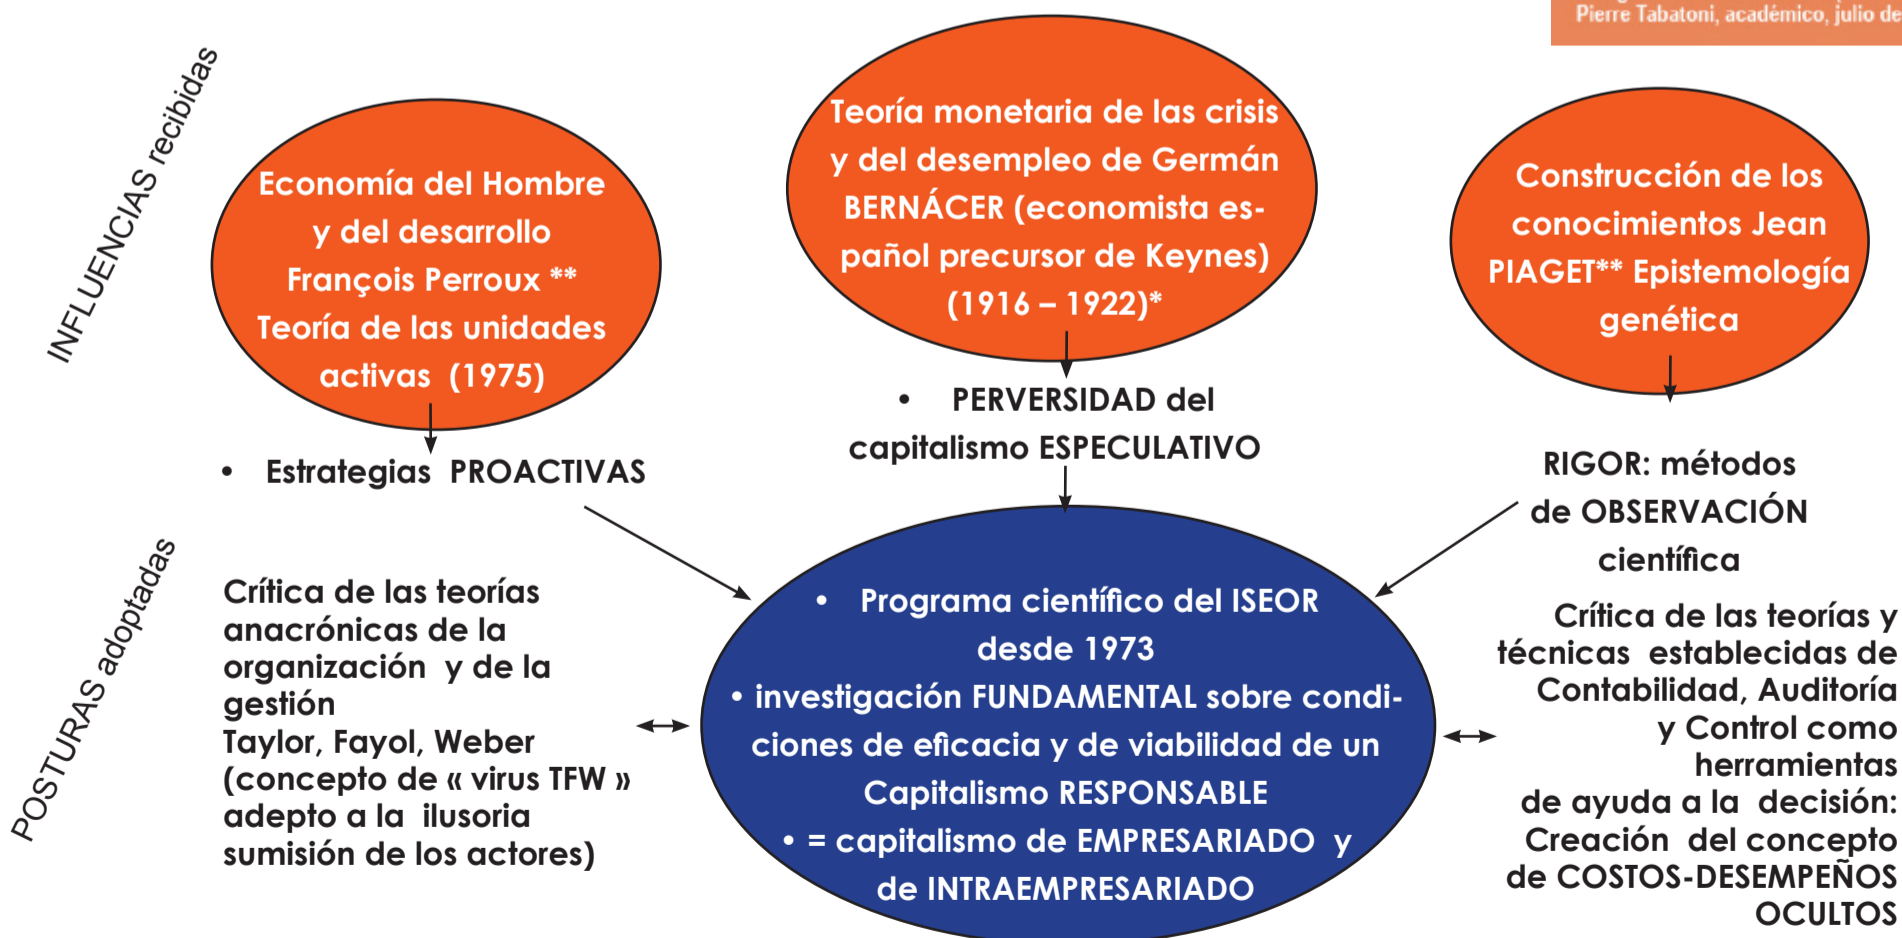 Pierre Tabatoni, académico, julio de
INFLUENCIAS recibidas
Economía del Hombre
y del desarrollo
François Perroux **
Teoría de las unidades
activas (1975)
Teoría monetaria de las crisis
y del desempleo de Germán
BERNÁCER (economista es-
pañol precursor de Keynes)
(1916 – 1922)*
Construcción de los
conocimientos Jean
PIAGET** Epistemología
genética
• Estrategias PROACTIVAS
• PERVERSIDAD del
capitalismo ESPECULATIVO
RIGOR: métodos
de OBSERVACIÓN
científica
POSTURAS adoptadas
Crítica de las teorías
anacrónicas de la
organización y de la
gestión
Taylor, Fayol, Weber
(concepto de « virus TFW »
adepto a la ilusoria
sumisión de los actores)
• Programa científico del ISEOR
desde 1973
• investigación FUNDAMENTAL sobre condi-
ciones de eficacia y de viabilidad de un
Capitalismo RESPONSABLE
• = capitalismo de EMPRESARIADO y
de INTRAEMPRESARIADO
Crítica de las teorías y
técnicas establecidas de
Contabilidad, Auditoría
y Control como
herramientas
de ayuda a la decisión:
Creación del concepto
de COSTOS-DESEMPEÑOS
OCULTOS